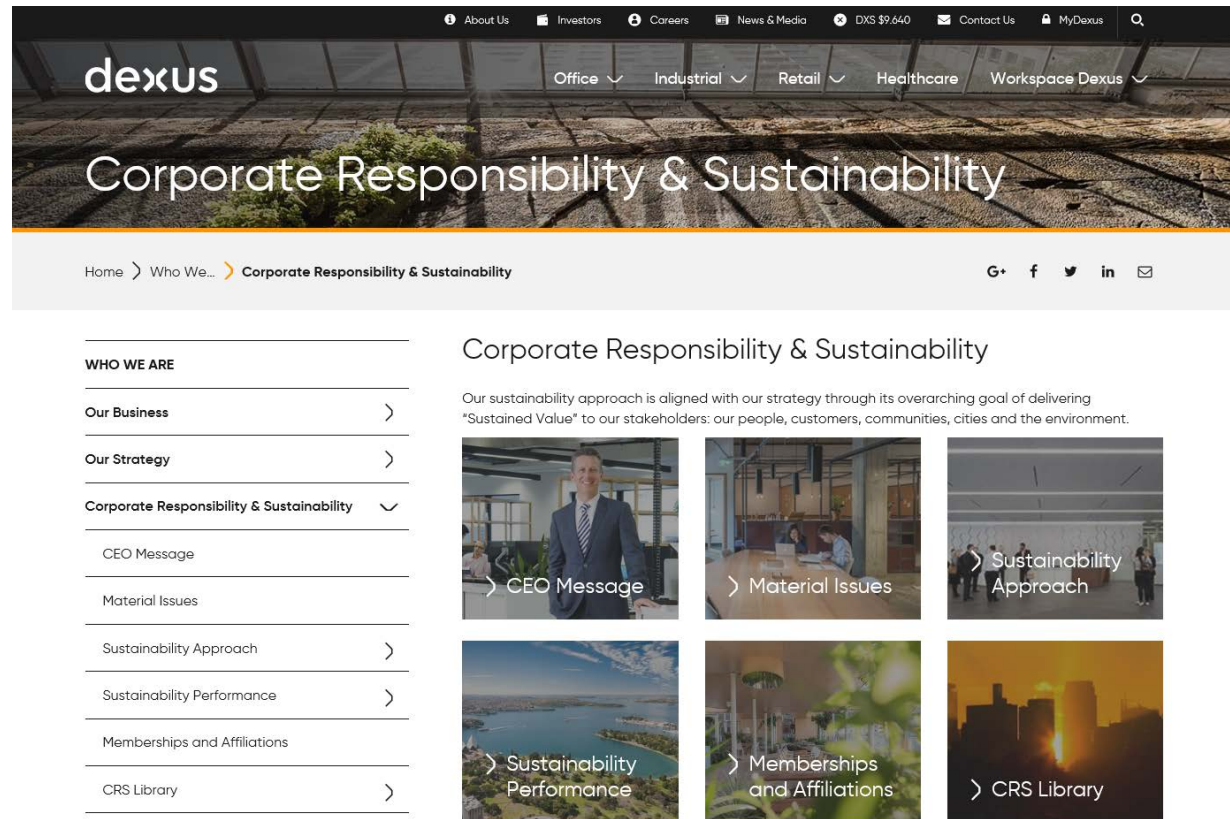 About Us Investors Careers News & Media DXS $9.640 Contact Us MyDexus
dexus
Office Industrial Retail Healthcare Workspace Dexus
Corporate Responsibility & Sustainability
Home Who We... Corporate Responsibility & Sustainability
G+ f in
WHO WE ARE
Our Business
Our Strategy
Corporate Responsibility & Sustainability
CEO Message
Material Issues
Sustainability Approach
Sustainability Performance
Memberships and Affiliations
CRS Library
Corporate Responsibility & Sustainability
Our sustainability approach is aligned with our strategy through its overarching goal of delivering
"Sustained Value" to our stakeholders: our people, customers, communities, cities and the environment.
CEO Message
Material Issues
Sustainability
Approach
Sustainability
Performance
Memberships
and Affiliations
CRS Library